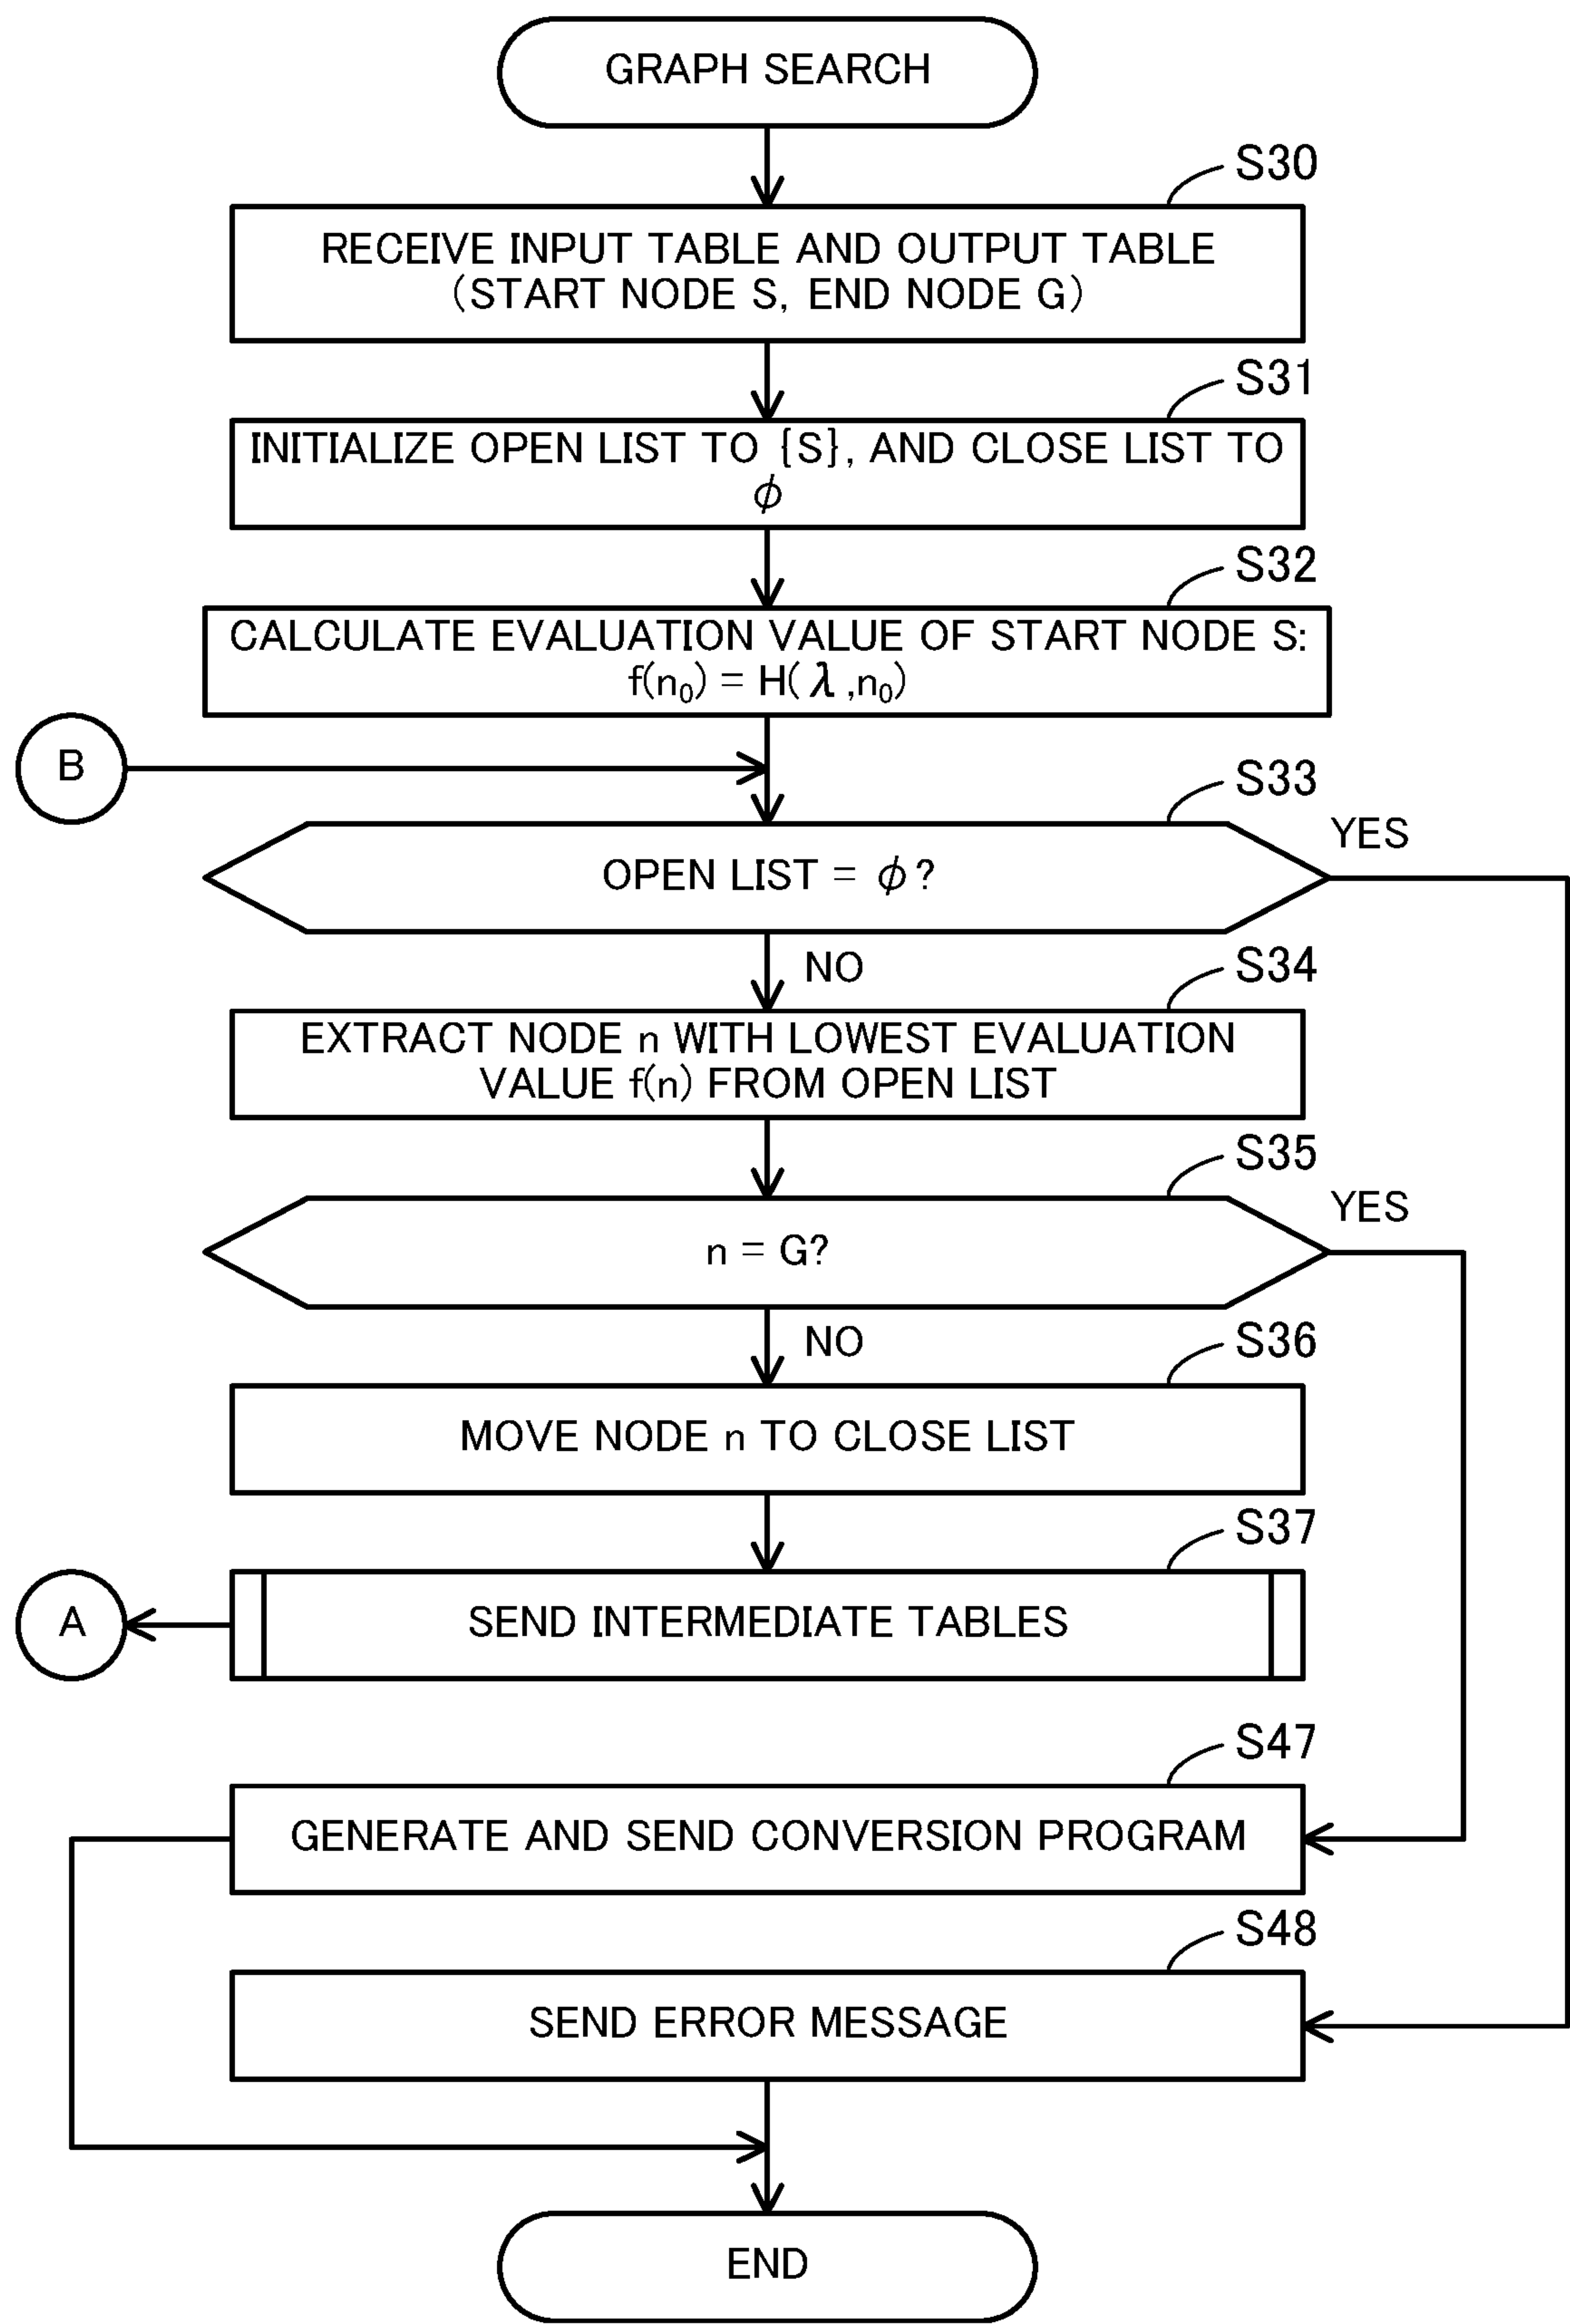 GRAPH SEARCH
S30
RECEIVE INPUT TABLE AND OUTPUT TABLE
(START NODE S, END NODE G)
S31
INITIALIZE OPEN LIST TO {S}, AND CLOSE LIST TO
φ
S32
CALCULATE EVALUATION VALUE OF START NODE S:
f(n₀) = H(λ,n₀)
B
S33
YES
OPEN LIST = φ?
NO
S34
EXTRACT NODE n WITH LOWEST EVALUATION
VALUE f(n) FROM OPEN LIST
S35
YES
n = G?
NO
S36
MOVE NODE n TO CLOSE LIST
S37
A
SEND INTERMEDIATE TABLES
S47
GENERATE AND SEND CONVERSION PROGRAM
S48
SEND ERROR MESSAGE
END